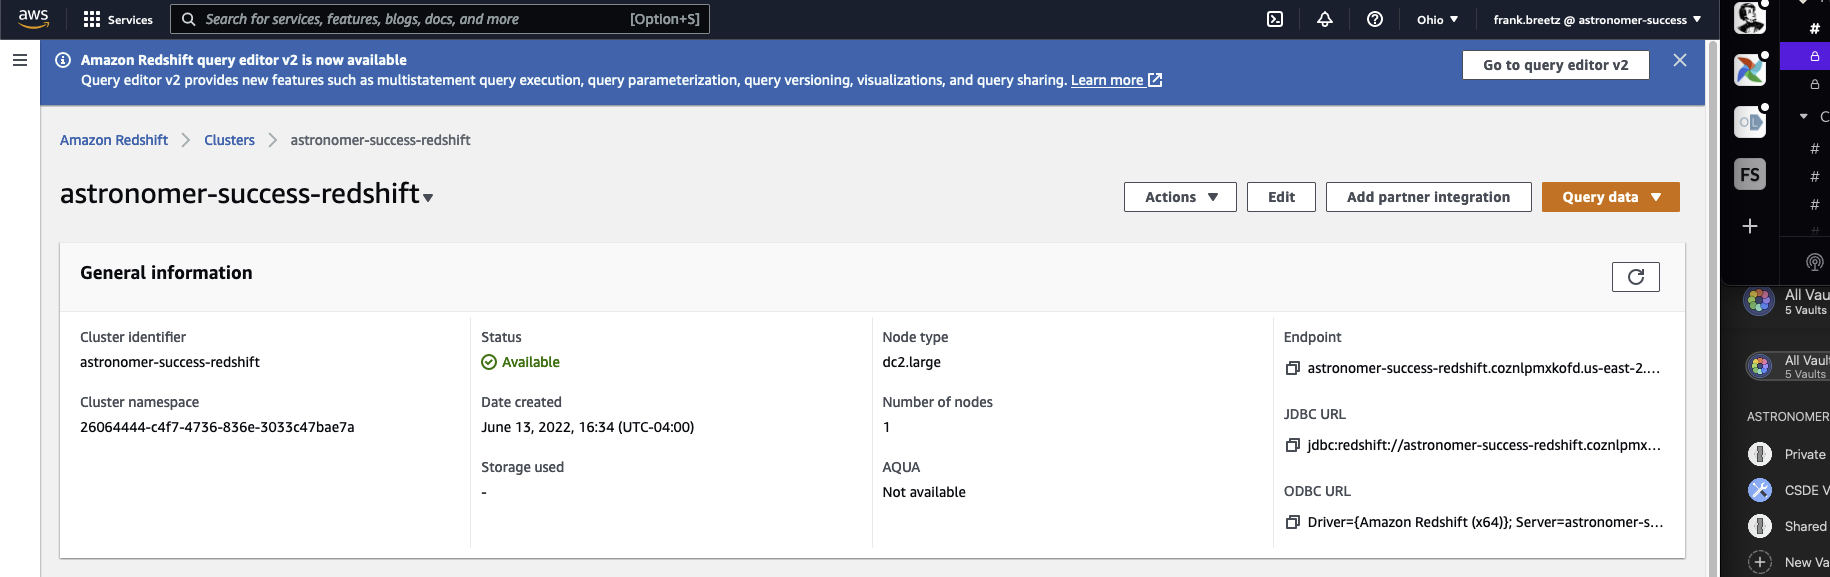 aws
Services
Search for services, features, blogs, docs, and more
[Option+S]
Ohio
frank.breetz @ astronomer-success
Amazon Redshift query editor v2 is now available
Query editor v2 provides new features such as multistatement query execution, query parameterization, query versioning, visualizations, and query sharing. Learn more
Go to query editor v2
Amazon Redshift
Clusters
astronomer-success-redshift
astronomer-success-redshift
Actions
Edit
Add partner integration
Query data
General information
Cluster identifier
astronomer-success-redshift
Cluster namespace
26064444-c4f7-4736-836e-3033c47bae7a
Status
Available
Date created
June 13, 2022, 16:34 (UTC-04:00)
Storage used
-
Node type
dc2.large
Number of nodes
1
AQUA
Not available
Endpoint
astronomer-success-redshift.coznlpmxkofd.us-east-2....
JDBC URL
jdbc:redshift://astronomer-success-redshift.coznlpmx...
ODBC URL
Driver={Amazon Redshift (x64)}; Server=astronomer-s...
OL
FS
#
C
#
#
#
#
All Vau
5 Vaults
All Vaul
5 Vaults
ASTRONOMER
Private
CSDE V
Shared
New Va